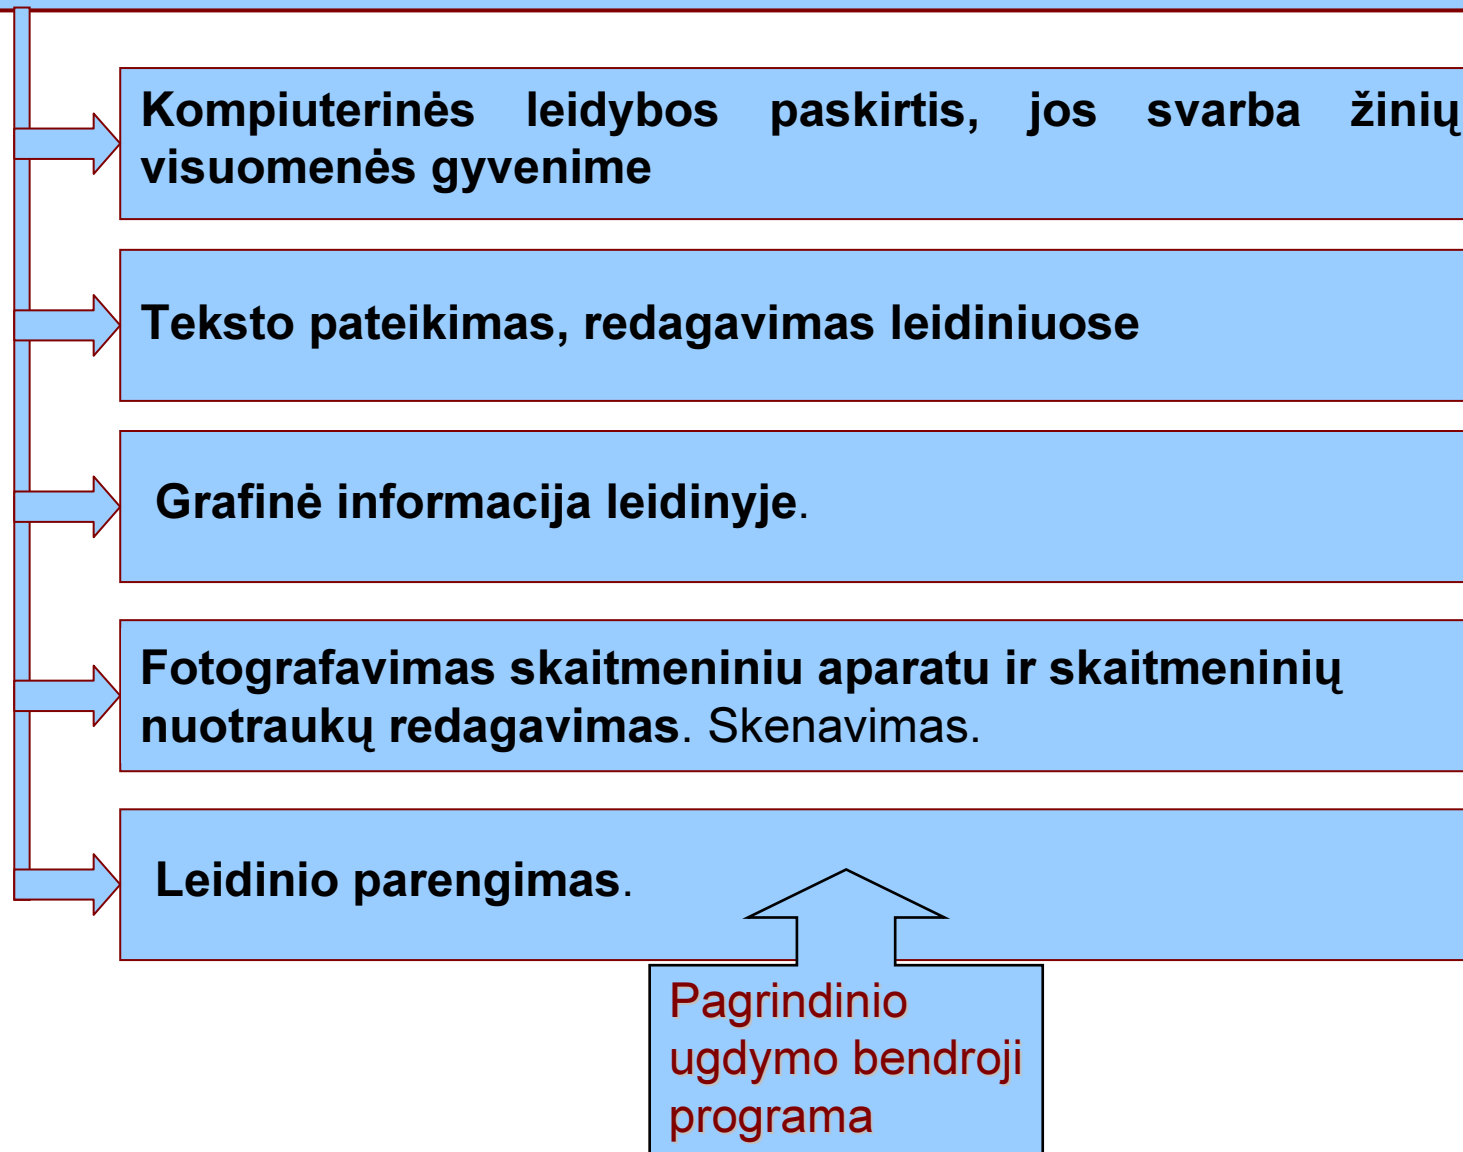 Kompiuterinės leidybos paskirtis, jos svarba žinių
visuomenės gyvenime
Teksto pateikimas, redagavimas leidiniuose
Grafinė informacija leidinyje.
Fotografavimas skaitmeniniu aparatu ir skaitmeninių
nuotraukų redagavimas. Skenavimas.
Leidinio parengimas.
Pagrindinio
ugdymo bendroji
programa